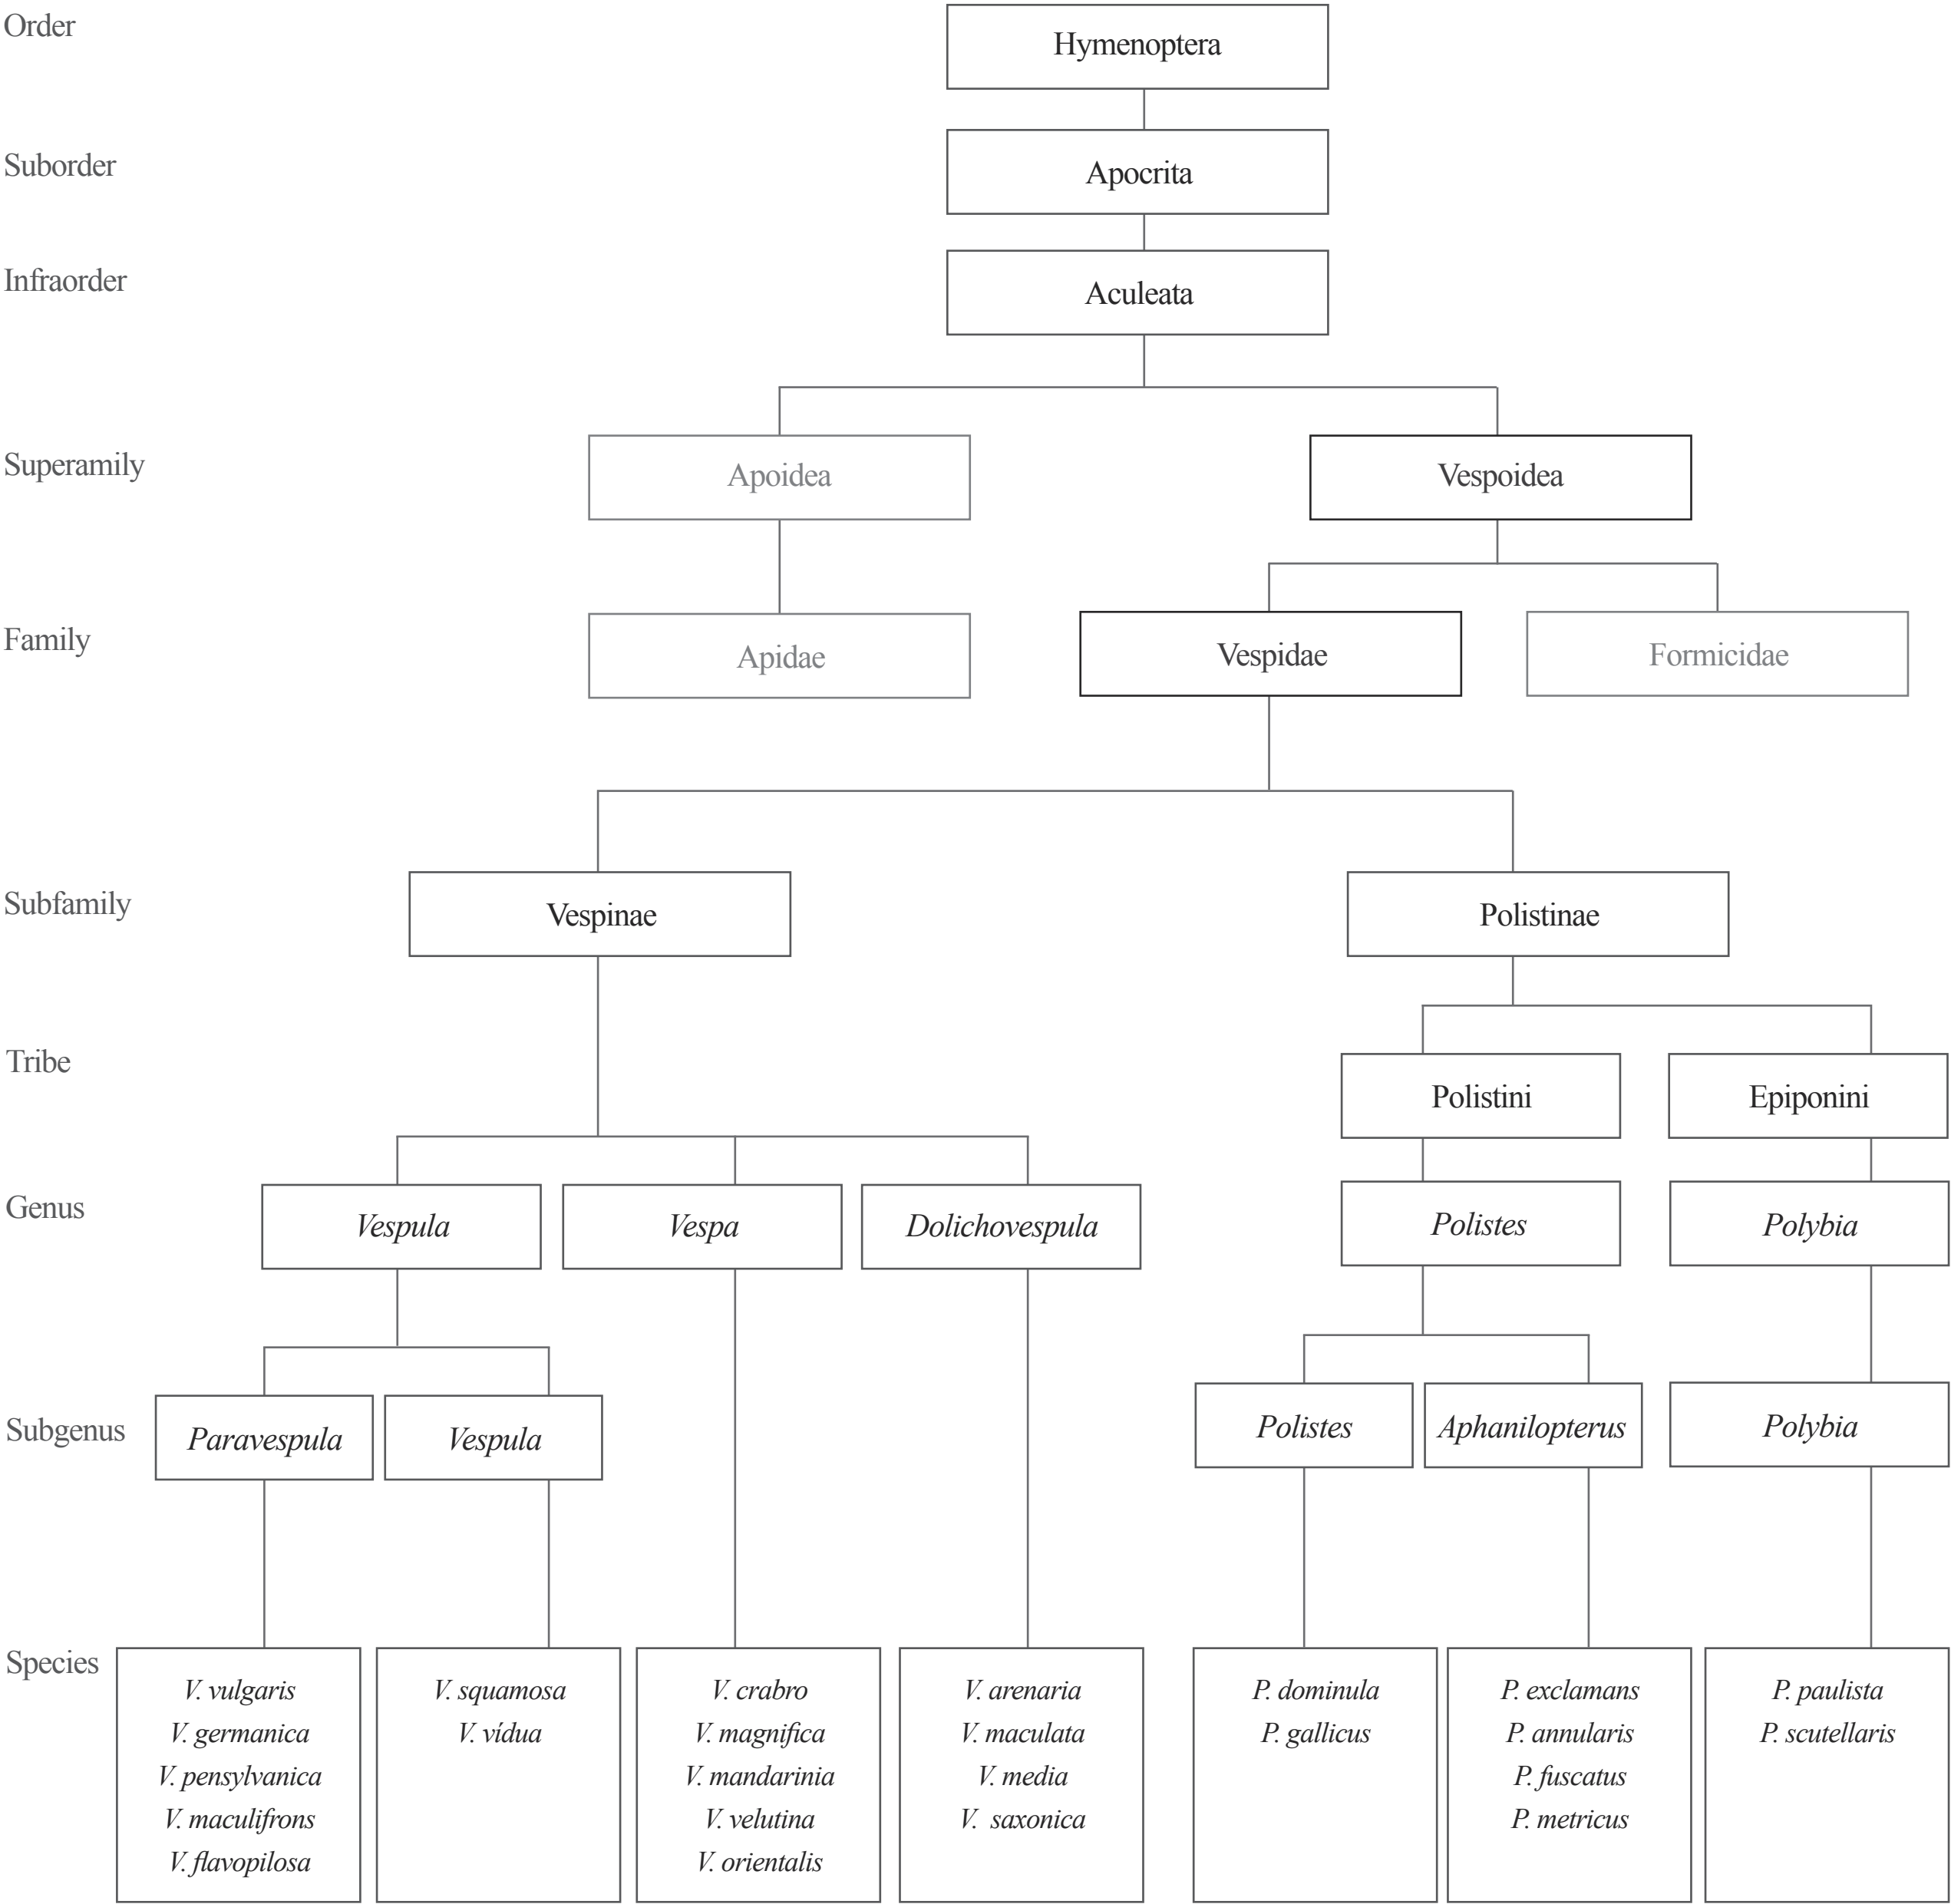 Order
Hymenoptera
Suborder
Apocrita
Infraorder
Aculeata
Superamily
Apoidea
Vespoidea
Family
Apidae
Vespidae
Formicidae
Subfamily
Vespinae
Polistinae
Tribe
Polistini
Epiponini
Genus
Vespula
Vespa
Dolichovespula
Polistes
Polybia
Subgenus
Paravespula
Vespula
Polistes
Aphanilopterus
Polybia
Species
V. vulgaris
V. germanica
V. pensylvanica
V. maculifrons
V. flavopilosa
V. squamosa
V. vídua
V. crabro
V. magnifica
V. mandarinia
V. velutina
V. orientalis
V. arenaria
V. maculata
V. media
V. saxonica
P. dominula
P. gallicus
P. exclamans
P. annularis
P. fuscatus
P. metricus
P. paulista
P. scutellaris